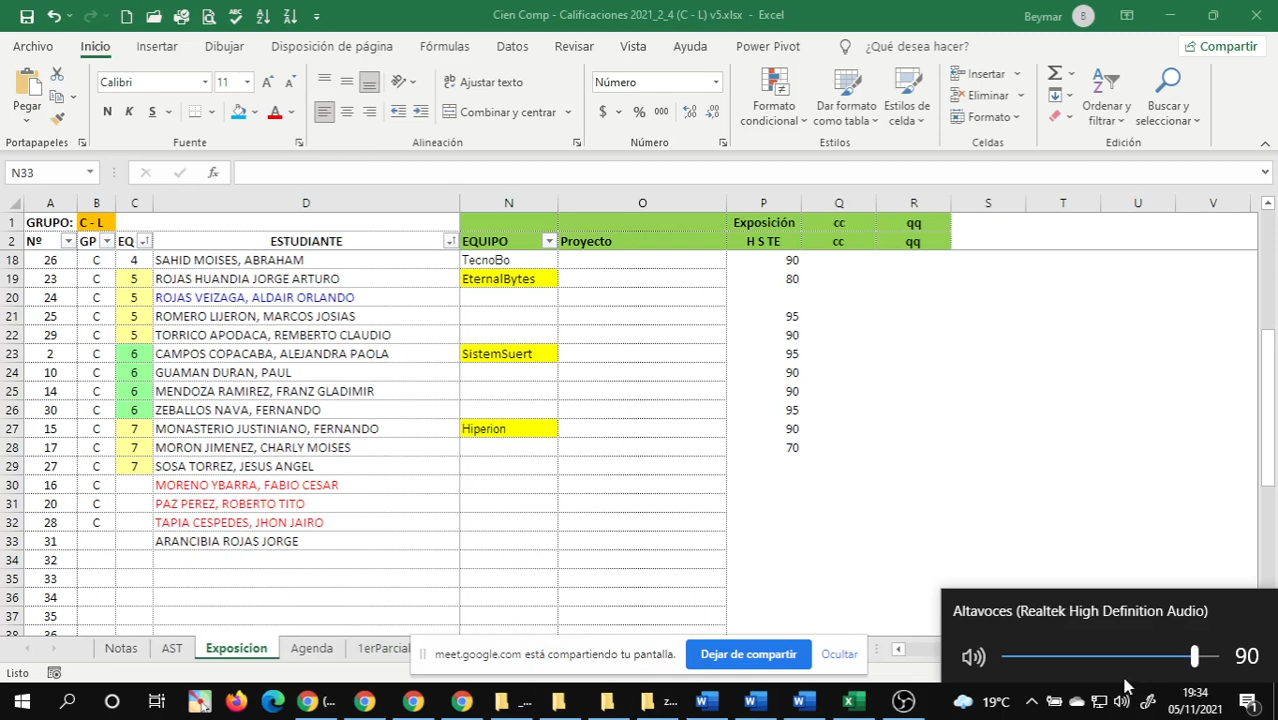 Cien Comp - Calificaciones 2021_2_4 (C - L) v5.xlsx - Excel
Beymar B
Archivo Inicio Insertar Dibujar Disposición de página Fórmulas Datos Revisar Vista Ayuda Power Pivot ¿Qué desea hacer? Compartir
Pegar
Calibri 11
N K S
Ajustar texto
Combinar y centrar
Número
$ % 000
Formato condicional
Dar formato como tabla
Estilos de celda
Insertar
Eliminar
Formato
Ordenar y filtrar
Buscar y seleccionar
Portapapeles Fuente Alineación Número Estilos Celdas Edición
N33 fx
A B C D N O P Q R S T U V
1 GRUPO: C - L Exposición cc qq
2 Nº GP EQ ESTUDIANTE EQUIPO Proyecto H S TE cc qq
18 26 C 4 SAHID MOISES, ABRAHAM TecnoBo 90
19 23 C 5 ROJAS HUANDIA JORGE ARTURO EternalBytes 80
20 24 C 5 ROJAS VEIZAGA, ALDAIR ORLANDO
21 25 C 5 ROMERO LIJERON, MARCOS JOSIAS 95
22 29 C 5 TORRICO APODACA, REMBERTO CLAUDIO 90
23 2 C 6 CAMPOS COPACABA, ALEJANDRA PAOLA SistemSuert 95
24 10 C 6 GUAMAN DURAN, PAUL 90
25 14 C 6 MENDOZA RAMIREZ, FRANZ GLADIMIR 90
26 30 C 6 ZEBALLOS NAVA, FERNANDO 95
27 15 C 7 MONASTERIO JUSTINIANO, FERNANDO Hiperion 90
28 17 C 7 MORON JIMENEZ, CHARLY MOISES 70
29 27 C 7 SOSA TORREZ, JESUS ANGEL
30 16 C MORENO YBARRA, FABIO CESAR
31 20 C PAZ PEREZ, ROBERTO TITO
32 28 C TAPIA CESPEDES, JHON JAIRO
33 31 ARANCIBIA ROJAS JORGE
34 32
35 33
36 34
37 35
Altavoces (Realtek High Definition Audio)
90
Notas AST Exposicion Agenda 1erParcial
meet.google.com está compartiendo tu pantalla. Dejar de compartir Ocultar
Listo
19°C
19:34
05/11/2021
1